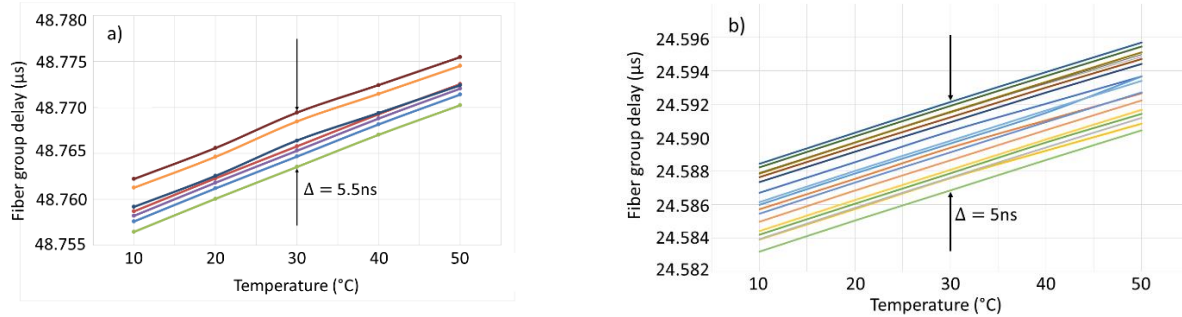 a)
Fiber group delay (µs)
48.780
48.775
48.770
48.765
48.760
48.755
Δ = 5.5ns
10 20 30 40 50
Temperature (°C)
b)
Fiber group delay (µs)
24.596
24.594
24.592
24.590
24.588
24.586
24.584
24.582
Δ = 5ns
10 20 30 40 50
Temperature (°C)